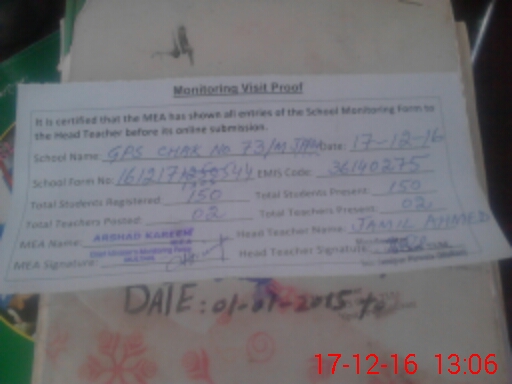 Monitoring Visit Proof
It is certified that the MEA has shown all entries of the School Monitoring Form to
the Head Teacher before its online submission.
School Name: GPS CHAK NO 73/M Date: 17-12-16
School Form No: EMIS Code: 36140275
Total Students Registered: 150 Total Students Present: 150
Total Teachers Posted: 02 Total Teachers Present: 02
MEA Name: ARSHAD KAREEM Head Teacher Name: JAMIL AHMED
MEA Signature: Head Teacher Signature:
DATE: 01-01-2015 to
17-12-16 13:06